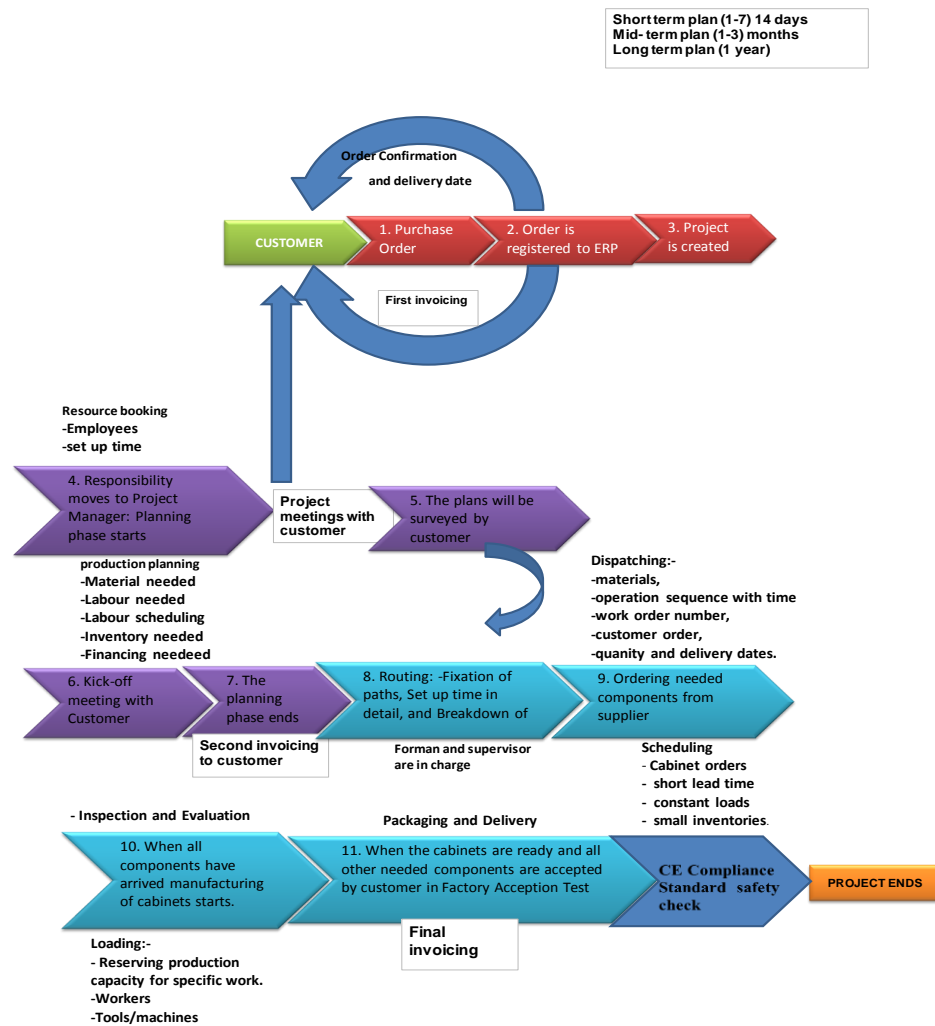 Short term plan (1-7) 14 days
Mid- term plan (1-3) months
Long term plan (1 year)
Order Confirmation
and delivery date
CUSTOMER
1. Purchase
Order
2. Order is
registered to ERP
3. Project
is created
First invoicing
Resource booking
-Employees
-set up time
4. Responsibility
moves to Project
Manager: Planning
phase starts
Project
meetings with
customer
5. The plans will be
surveyed by
customer
production planning
-Material needed
-Labour needed
-Labour scheduling
-Inventory needed
-Financing needeed
Dispatching:-
-materials,
-operation sequence with time
-work order number,
-customer order,
-quanity and delivery dates.
6. Kick-off
meeting with
Customer
7. The
planning
phase ends
8. Routing: -Fixation of
paths, Set up time in
detail, and Breakdown of
9. Ordering needed
components from
supplier
Second invoicing
to customer
Forman and supervisor
are in charge
Scheduling
- Cabinet orders
- short lead time
- constant loads
- small inventories.
- Inspection and Evaluation
Packaging and Delivery
10. When all
components have
arrived manufacturing
of cabinets starts.
11. When the cabinets are ready and all
other needed components are accepted
by customer in Factory Acception Test
CE Compliance
Standard safety
check
PROJECT ENDS
Final
invoicing
Loading:-
- Reserving production
capacity for specific work.
-Workers
-Tools/machines